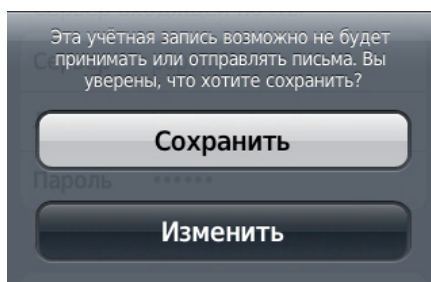 Эта учётная запись возможно не будет
принимать или отправлять письма. Вы
уверены, что хотите сохранить?
Сохранить
Пароль ••••••
Изменить